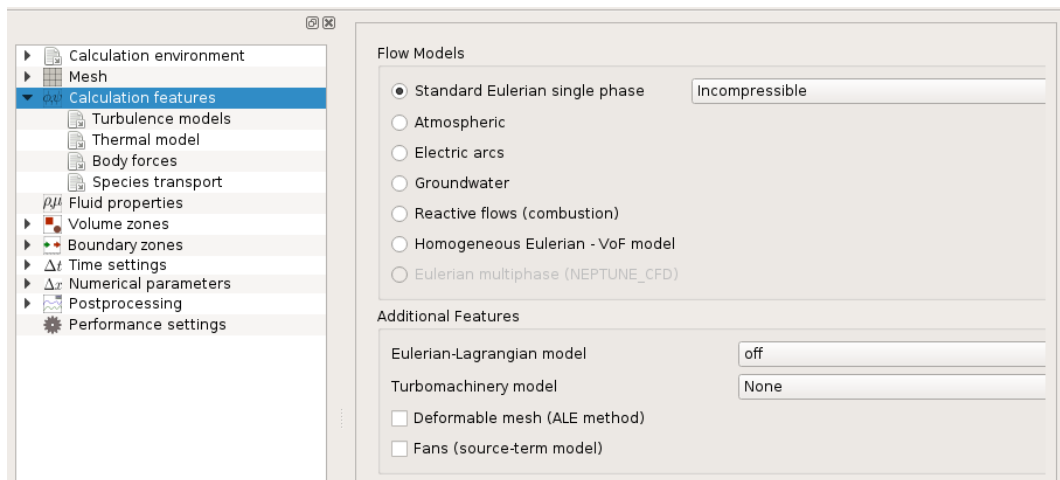 Calculation environment
Mesh
Calculation features
Turbulence models
Thermal model
Body forces
Species transport
ρ,μ Fluid properties
Volume zones
Boundary zones
Δt Time settings
Δx Numerical parameters
Postprocessing
Performance settings
Flow Models
Standard Eulerian single phase Incompressible
Atmospheric
Electric arcs
Groundwater
Reactive flows (combustion)
Homogeneous Eulerian - VoF model
Eulerian multiphase (NEPTUNE_CFD)
Additional Features
Eulerian-Lagrangian model off
Turbomachinery model None
Deformable mesh (ALE method)
Fans (source-term model)